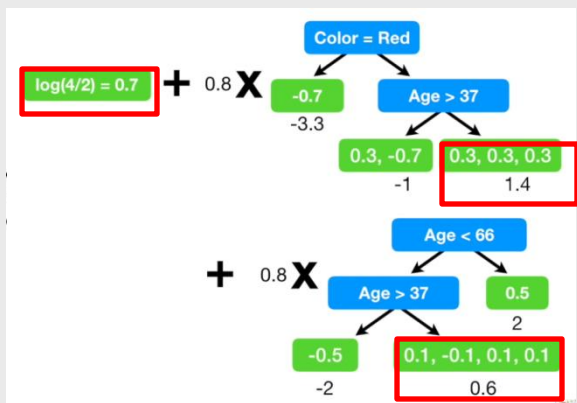 Color = Red
log(4/2) = 0.7 + 0.8 X -0.7 Age > 37
-3.3
0.3, -0.7 0.3, 0.3, 0.3
-1 1.4
Age < 66
+ 0.8 X Age > 37 0.5
2
-0.5 0.1, -0.1, 0.1, 0.1
-2 0.6